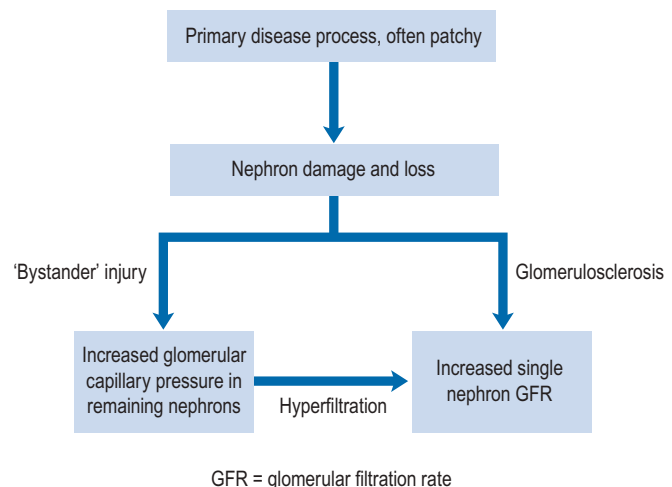 Primary disease process, often patchy
Nephron damage and loss
‘Bystander’ injury
Glomerulosclerosis
Increased glomerular
capillary pressure in
remaining nephrons
Hyperfiltration
Increased single
nephron GFR
GFR = glomerular filtration rate